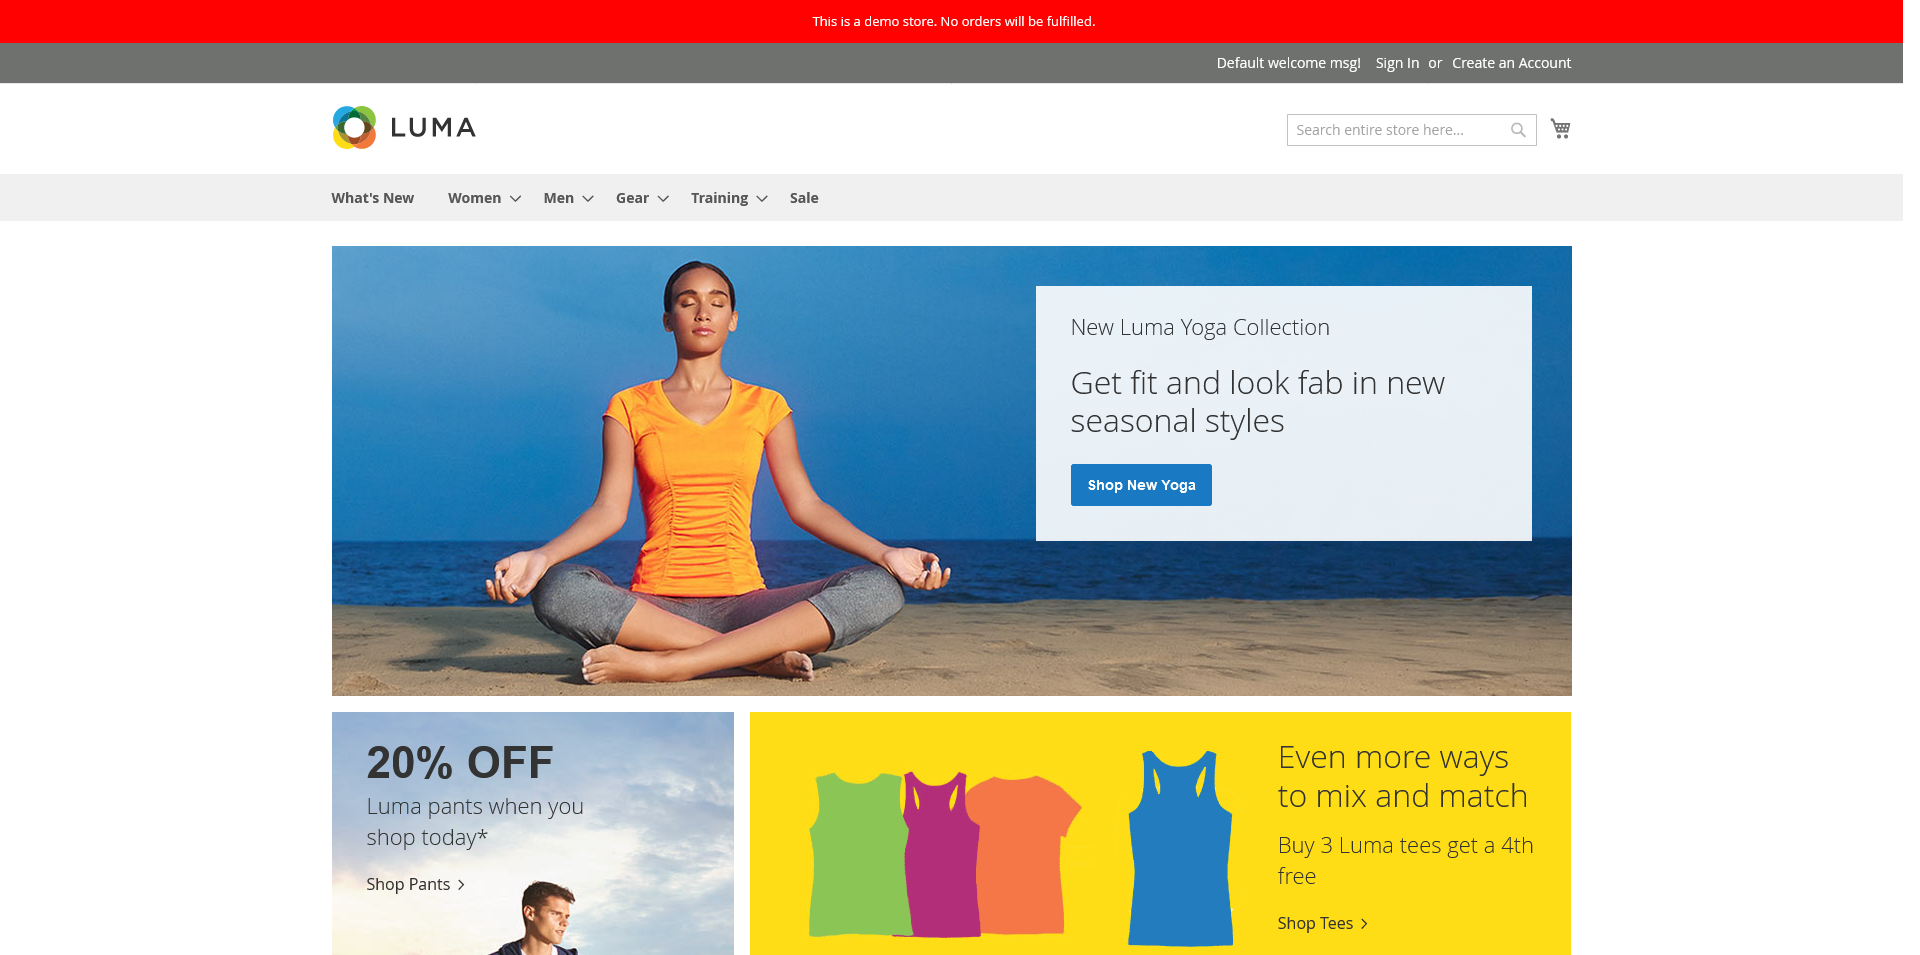 This is a demo store. No orders will be fulfilled.
Default welcome msg! Sign In or Create an Account
LUMA
Search entire store here...
What's New Women Men Gear Training Sale
New Luma Yoga Collection
Get fit and look fab in new
seasonal styles
Shop New Yoga
20% OFF
Luma pants when you
shop today*
Shop Pants
Even more ways
to mix and match
Buy 3 Luma tees get a 4th
free
Shop Tees